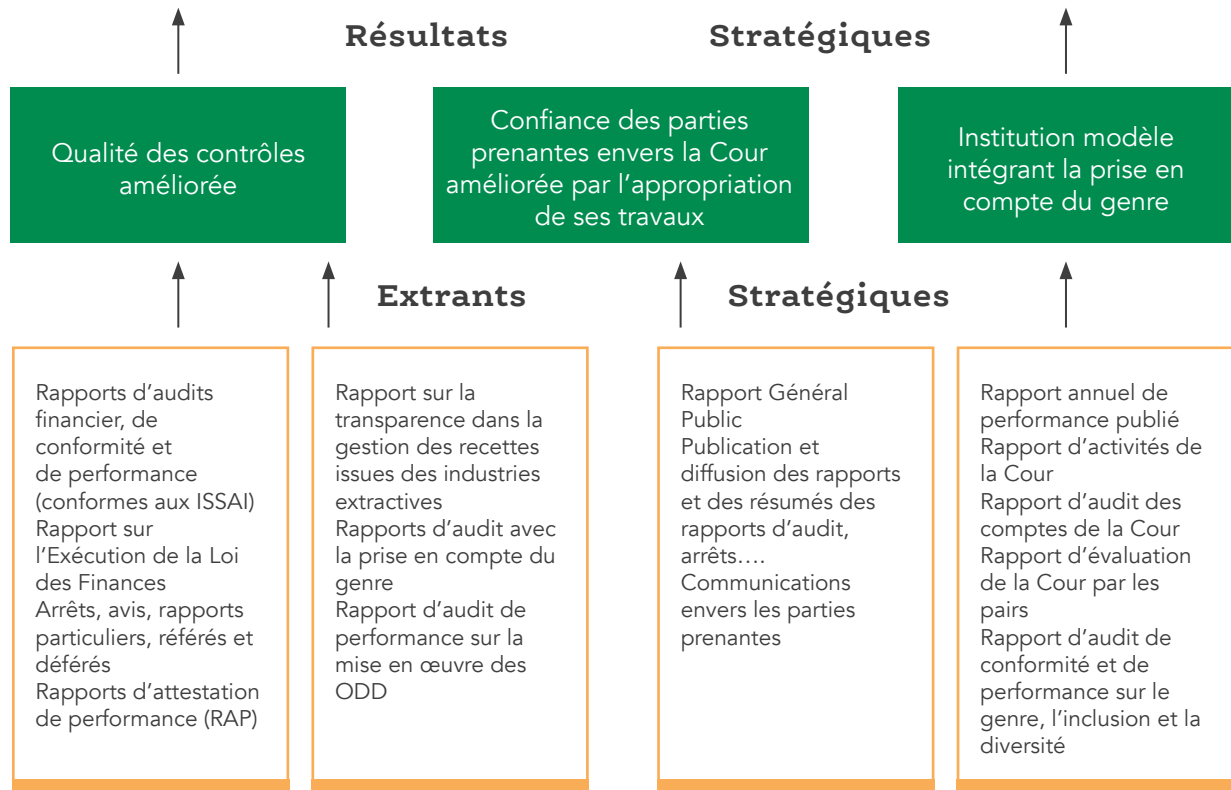 Résultats Stratégiques
Qualité des contrôles
améliorée
Confiance des parties
prenantes envers la Cour
améliorée par l'appropriation
de ses travaux
Institution modèle
intégrant la prise en
compte du genre
Extrants Stratégiques
Rapports d'audits
financier, de
conformité et
de performance
(conformes aux ISSAI)
Rapport sur
l'Exécution de la Loi
des Finances
Arrêts, avis, rapports
particuliers, référés et
déférés
Rapports d'attestation
de performance (RAP)
Rapport sur la
transparence dans la
gestion des recettes
issues des industries
extractives
Rapports d'audit avec
la prise en compte du
genre
Rapport d'audit de
performance sur la
mise en œuvre des
ODD
Rapport Général
Public
Publication et
diffusion des rapports
et des résumés des
rapports d'audit,
arrêts....
Communications
envers les parties
prenantes
Rapport annuel de
performance publié
Rapport d'activités de
la Cour
Rapport d'audit des
comptes de la Cour
Rapport d'évaluation
de la Cour par les
pairs
Rapport d'audit de
conformité et de
performance sur le
genre, l'inclusion et la
diversité